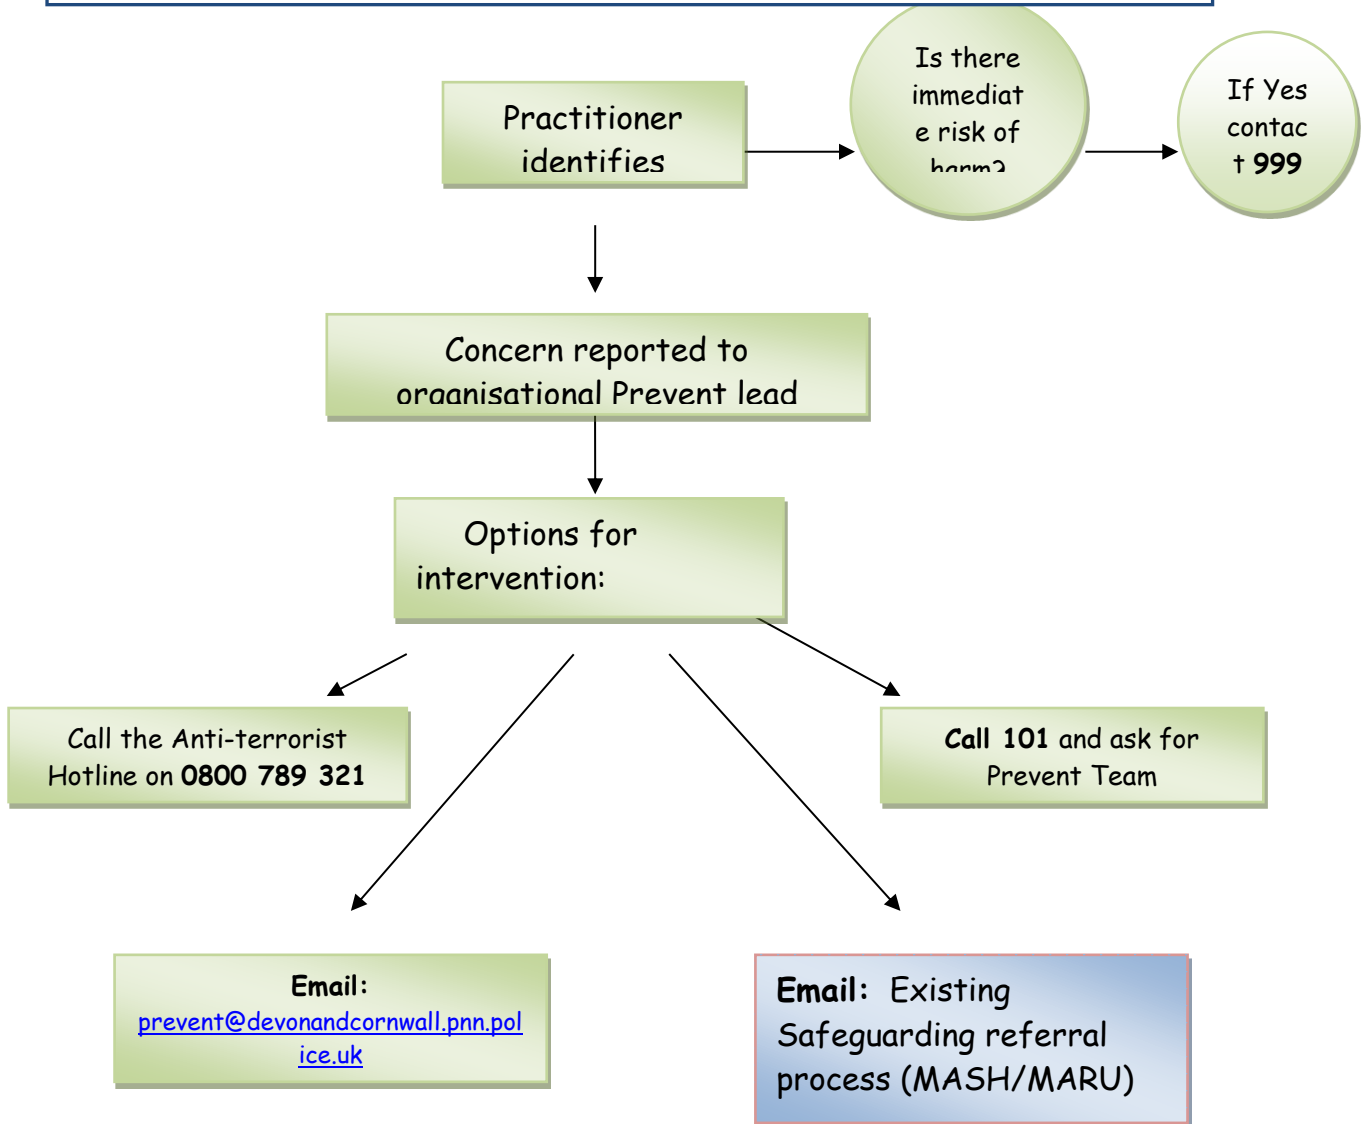 Is there
immediat
e risk of
harm?
If Yes
contac
t 999
Practitioner
identifies
Concern reported to
organisational Prevent lead
Options for
intervention:
Call the Anti-terrorist
Hotline on 0800 789 321
Call 101 and ask for
Prevent Team
Email:
prevent@devonandcornwall.pnn.pol
ice.uk
Email: Existing
Safeguarding referral
process (MASH/MARU)